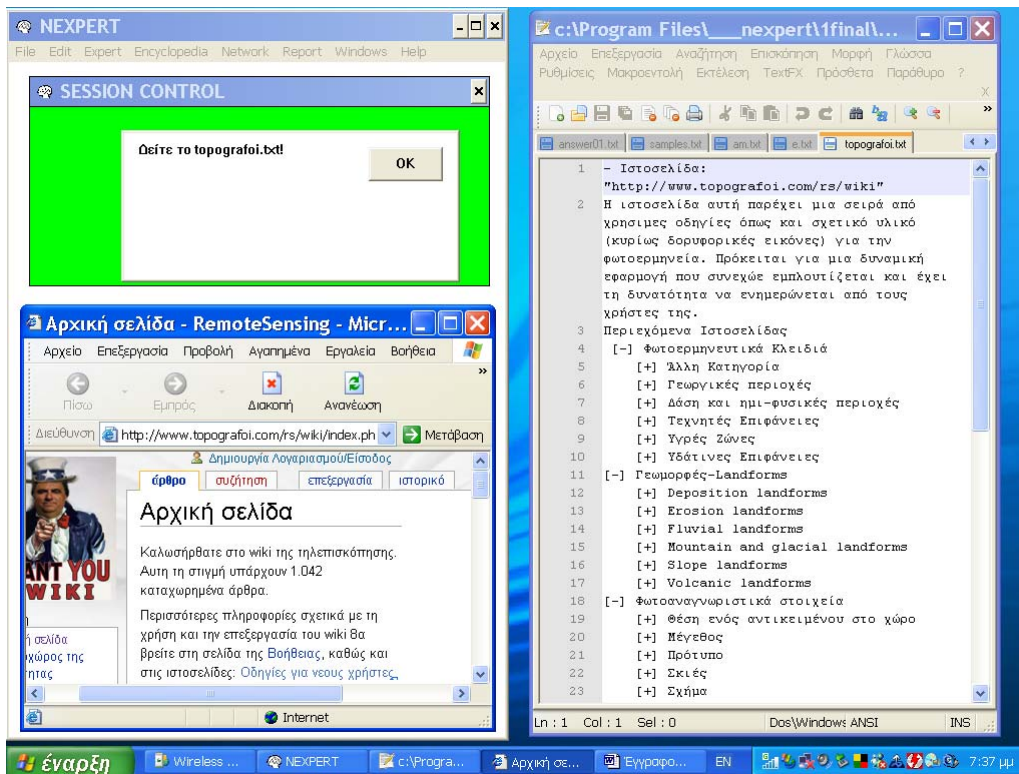 NEXPERT
File Edit Expert Encyclopedia Network Report Windows Help
SESSION CONTROL
Δείτε το topografoi.txt!
OK
Αρχική σελίδα - RemoteSensing - Micr...
Αρχείο Επεξεργασία Προβολή Αγαπημένα Εργαλεία Βοήθεια
»
Πίσω Εμπρός Διακοπή Ανανέωση
Διεύθυνση http://www.topografoi.com/rs/wiki/index.ph Μετάβαση
Δημιουργία Λογαριασμού/Είσοδος
άρθρο συζήτηση επεξεργασία ιστορικό
Αρχική σελίδα
Καλωσήρθατε στο wiki της τηλεπισκόπησης.
Αυτη τη στιγμή υπάρχουν 1.042
καταχωρημένα άρθρα.
Περισσότερες πληροφορίες σχετικά με τη
χρήση και την επεξεργασία του wiki θα
βρείτε στη σελίδα της Βοήθειας, καθώς και
στις ιστοσελίδες: Οδηγίες για νεους χρήστες,
ANT YOU
WIKI
ή σελίδα
χώρος της
ητας
Internet
c:\Program Files\___nexpert\1final\...
Αρχείο Επεξεργασία Αναζήτηση Επισκόπηση Μορφή Γλώσσα
Ρυθμίσεις Μακροεντολή Εκτέλεση TextFX Πρόσθετα Παράθυρο ?
X
»
answer01.txt samples.txt am.txt e.txt topografoi.txt
1 - Ιστοσελίδα:
"http://www.topografoi.com/rs/wiki"
2 Η ιστοσελίδα αυτή παρέχει μια σειρά από
χρησιμες οδηγίες όπως και σχετικό υλικό
(κυρίως δορυφορικές εικόνες) για την
φωτοερμηνεία. Πρόκειται για μια δυναμική
εφαρμογή που συνεχώε εμπλουτίζεται και έχει
τη δυνατότητα να ενημερώνεται από τους
χρήστες της.
3 Περιεχόμενα Ιστοσελίδας
4 [-] Φωτοερμηνευτικά Κλειδιά
5 [+] Άλλη Κατηγορία
6 [+] Γεωργικές περιοχές
7 [+] Δάση και ημι-φυσικές περιοχές
8 [+] Τεχνητές Επιφάνειες
9 [+] Υγρές Ζώνες
10 [+] Υδάτινες Επιφάνειες
11 [-] Γεωμορφές-Landforms
12 [+] Deposition landforms
13 [+] Erosion landforms
14 [+] Fluvial landforms
15 [+] Mountain and glacial landforms
16 [+] Slope landforms
17 [+] Volcanic landforms
18 [-] Φωτοαναγνωριστικά στοιχεία
19 [+] Θέση ενός αντικειμένου στο χώρο
20 [+] Μέγεθος
21 [+] Πρότυπο
22 [+] Σκιές
23 [+] Σχήμα
Ln : 1 Col : 1 Sel : 0 Dos\Windows ANSI INS
έναρξη Wireless ... NEXPERT c:\Progra... Αρχική σε... Έγγραφο... EN 7:37 μμ